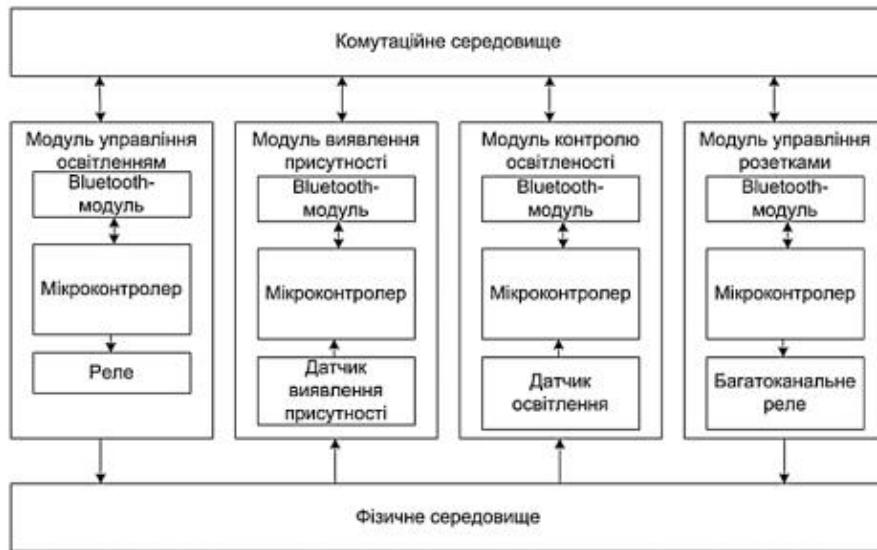 Комутаційне середовище
Модуль управління
освітленням
Bluetooth-
модуль
Мікроконтролер
Реле
Модуль виявлення
присутності
Bluetooth-
модуль
Мікроконтролер
Датчик
виявлення
присутності
Модуль контролю
освітленості
Bluetooth-
модуль
Мікроконтролер
Датчик
освітлення
Модуль управління
розетками
Bluetooth-
модуль
Мікроконтролер
Багатоканальне
реле
Фізичне середовище